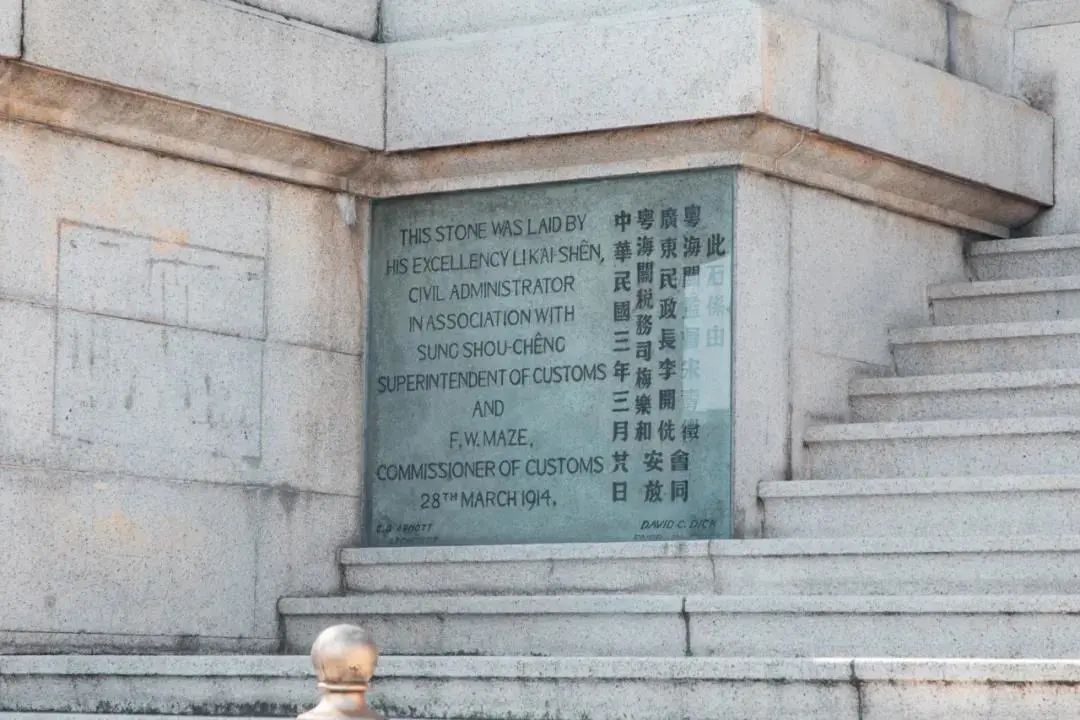 THIS STONE WAS LAID BY
HIS EXCELLENCY LI K'AI-SHÊN,
CIVIL ADMINISTRATOR
IN ASSOCIATION WITH
SUNG SHOU-CHÊNG
SUPERINTENDENT OF CUSTOMS
AND
F. W. MAZE,
COMMISSIONER OF CUSTOMS
28TH MARCH 1914.
此石係由
粵海關監督宋壽徵
廣東民政長李開侁
會同
粵海關稅務司梅樂和
安放
中華民國三年三月廿八日
ARNOTT
DAVID C. DICK